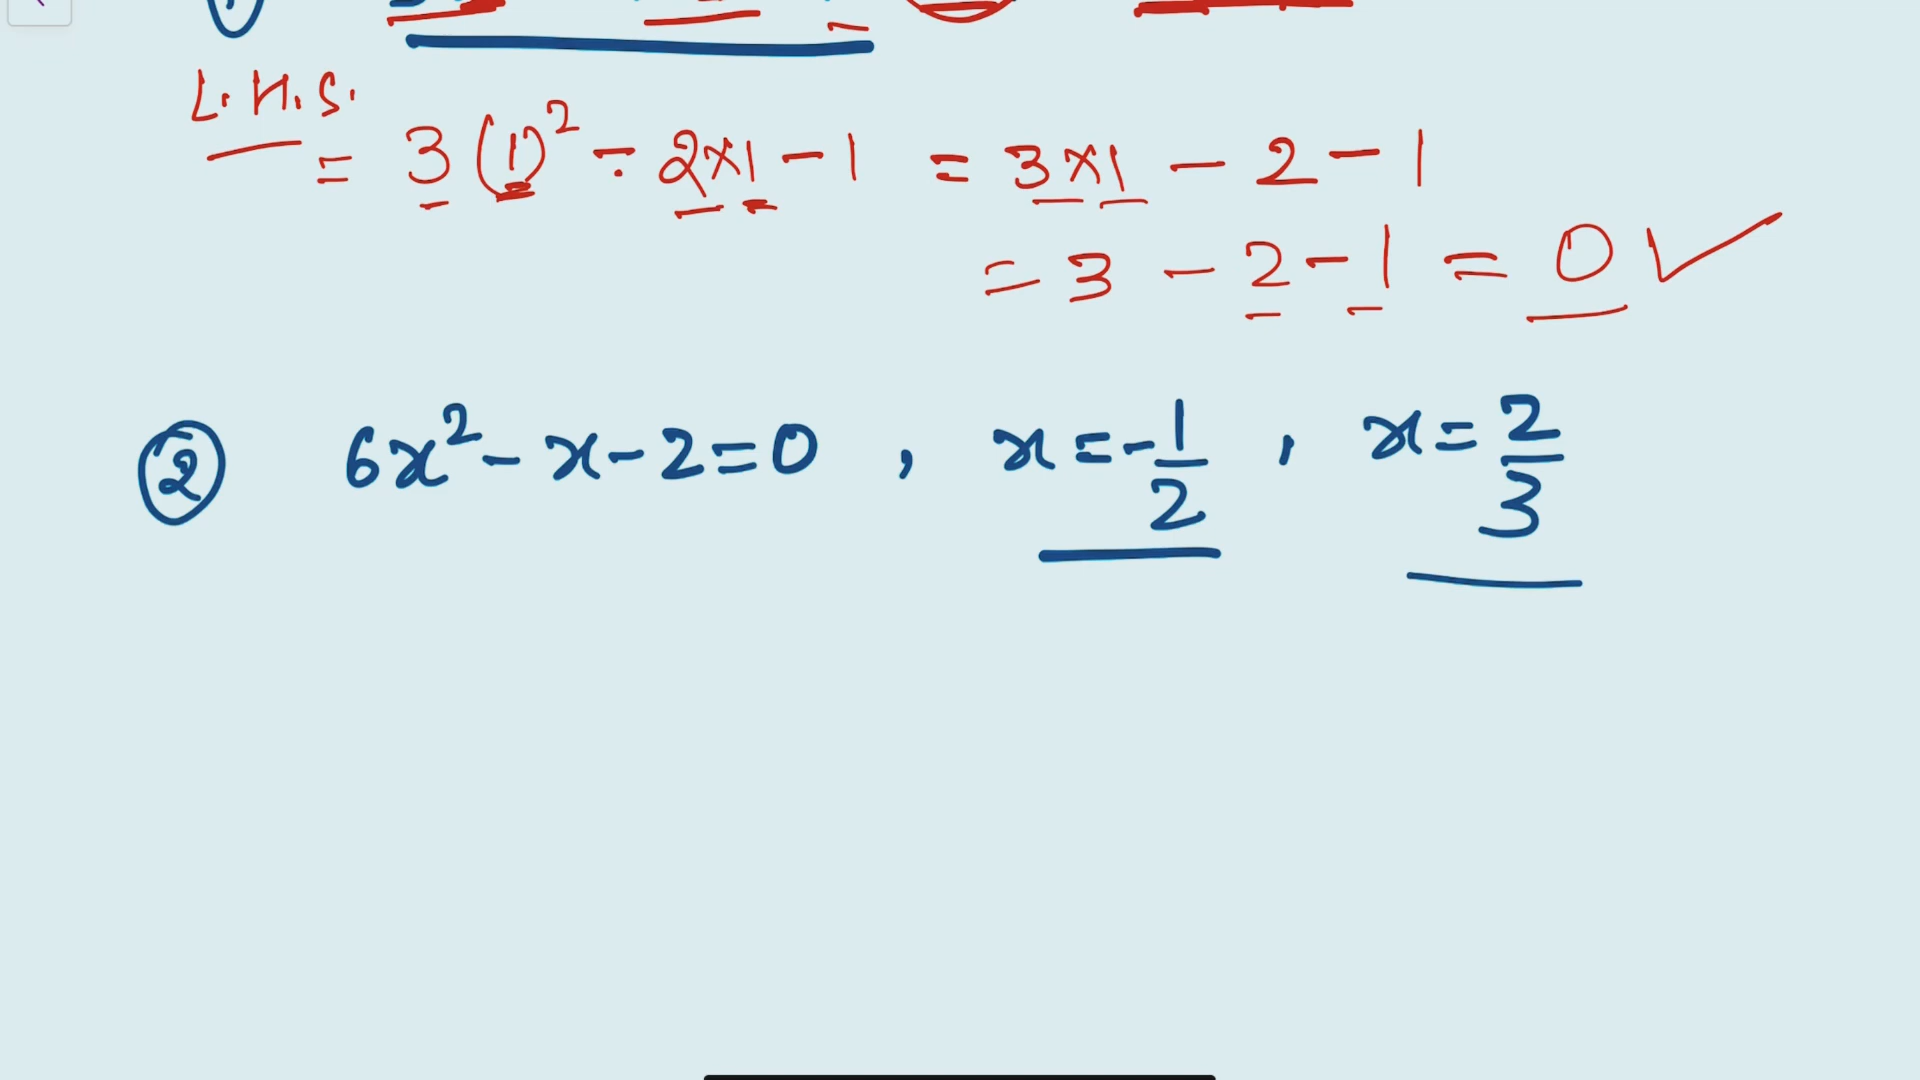 L.H.S.
= 3 (1)² - 2×1 - 1 = 3×1 - 2 - 1
= 3 - 2 - 1 = 0 ✓
② 6x² - x - 2 = 0 , x = -1/2 , x = 2/3